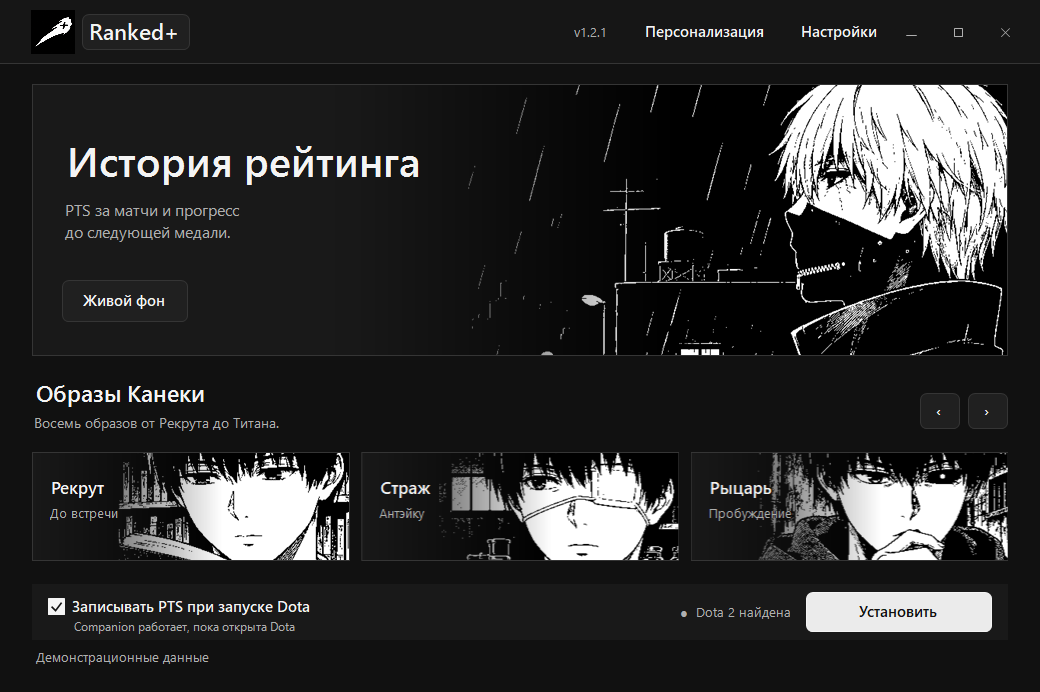 Ranked+
v1.2.1
Персонализация
Настройки
История рейтинга
PTS за матчи и прогресс
до следующей медали.
Живой фон
Образы Канеки
Восемь образов от Рекрута до Титана.
‹
›
Рекрут
До встречи
Страж
Антэйку
Рыцарь
Пробуждение
Записывать PTS при запуске Dota
Companion работает, пока открыта Dota
Dota 2 найдена
Установить
Демонстрационные данные